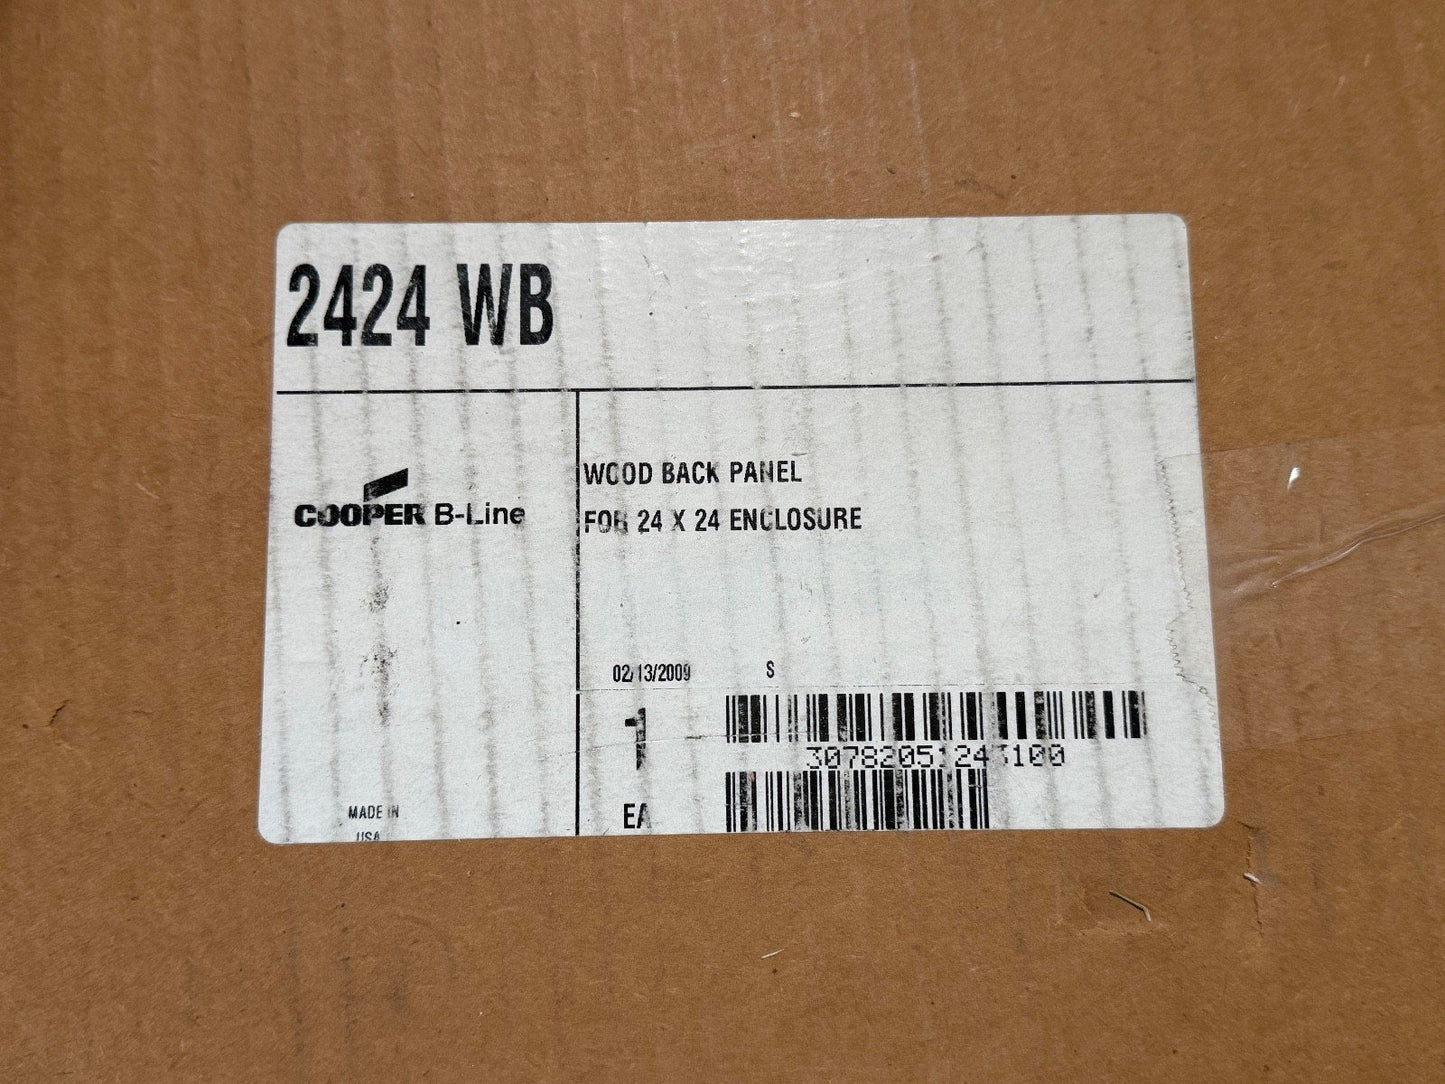 2424 WB
COOPER B-Line
WOOD BACK PANEL
FOR 24 X 24 ENCLOSURE
02/13/2009 S
1
EA
MADE IN
USA